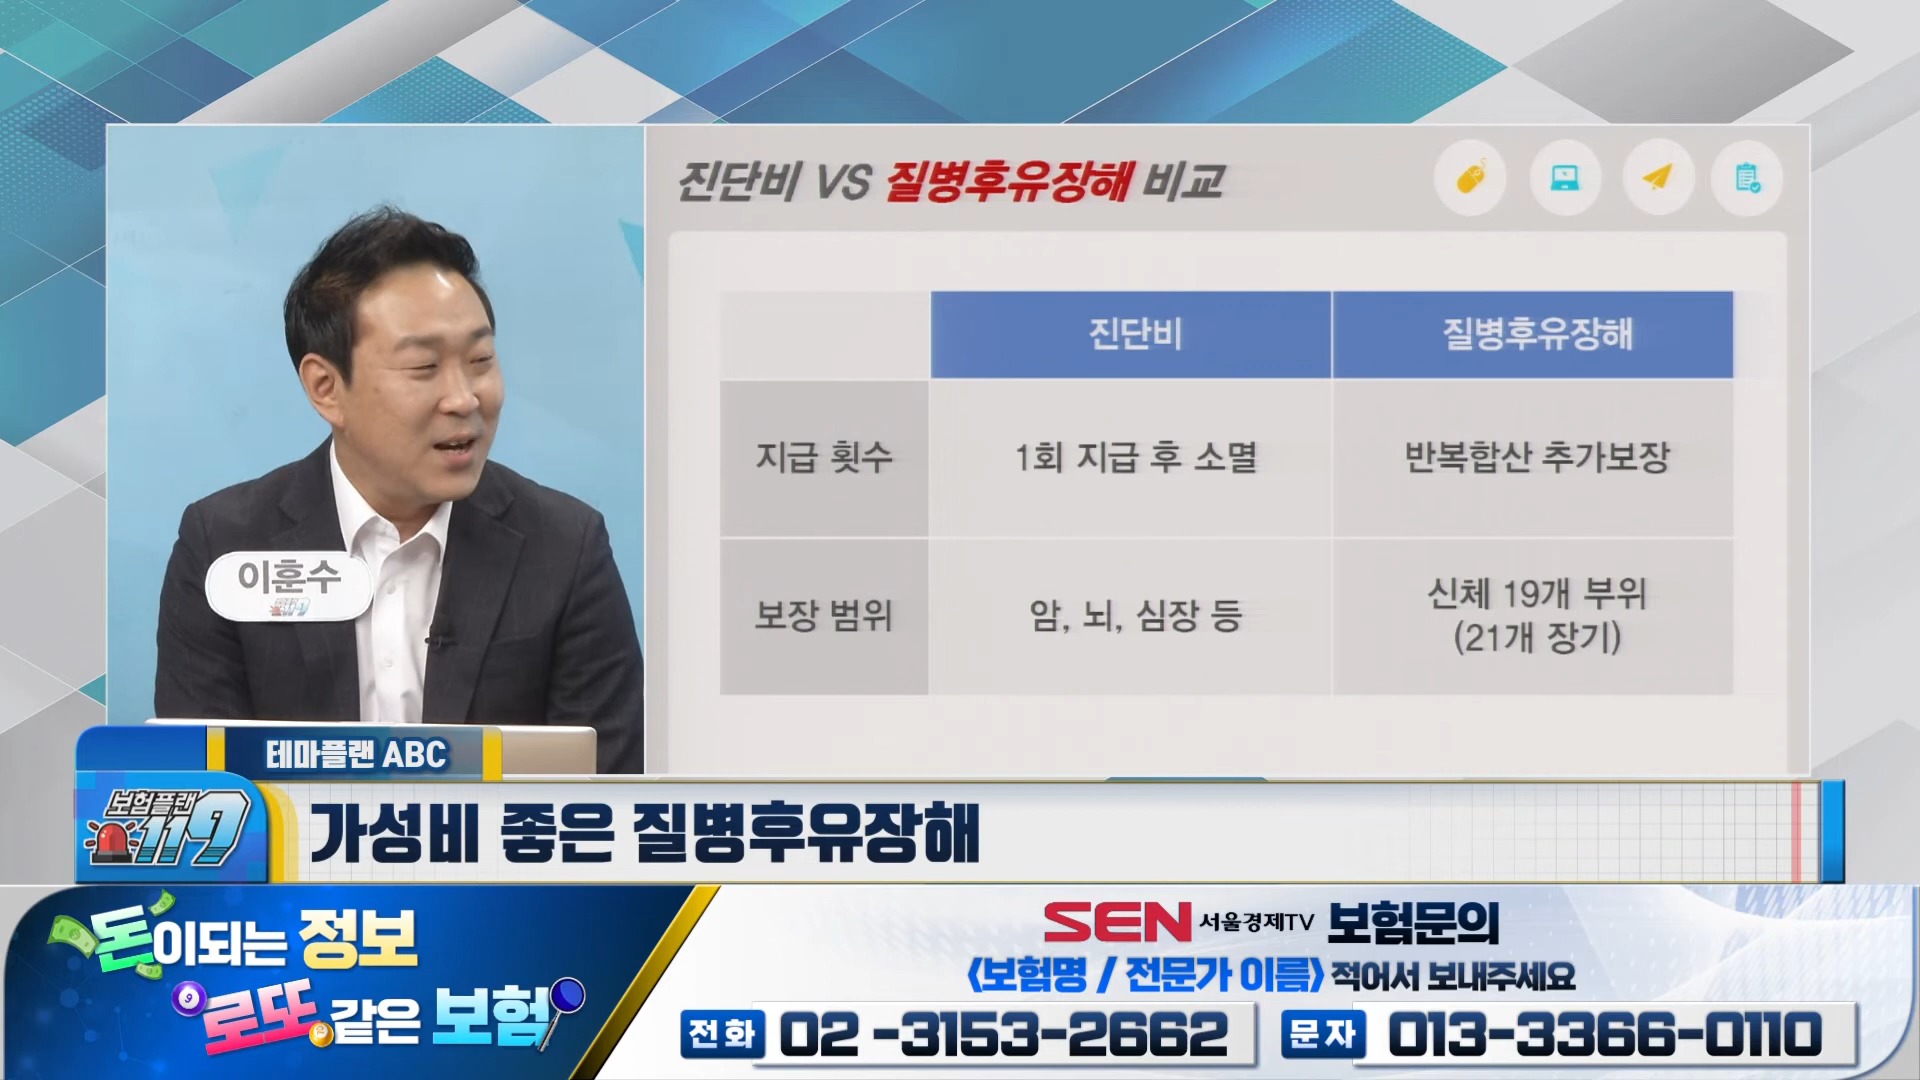 진단비 VS 질병후유장해 비교
진단비
질병후유장해
지급 횟수
1회 지급 후 소멸
반복합산 추가보장
보장 범위
암, 뇌, 심장 등
신체 19개 부위
(21개 장기)
이훈수
테마플랜 ABC
보험플랜
119
가성비 좋은 질병후유장해
돈이되는 정보
로또 같은 보험
SEN 서울경제TV 보험문의
〈보험명 / 전문가 이름〉 적어서 보내주세요
전화 02-3153-2662
문자 013-3366-0110